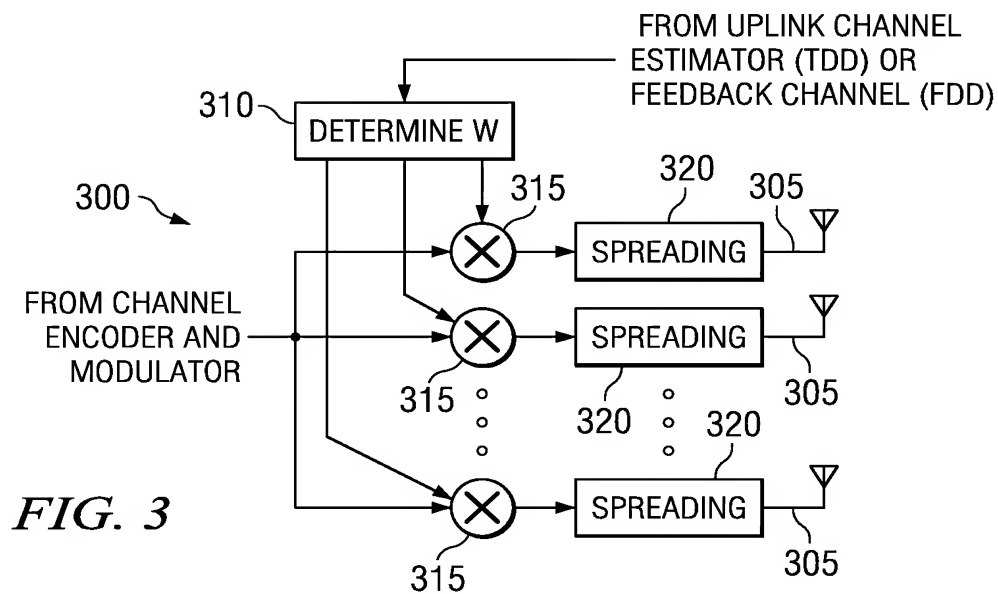 FROM UPLINK CHANNEL
ESTIMATOR (TDD) OR
FEEDBACK CHANNEL (FDD)
310
DETERMINE W
300
315
320
305
SPREADING
FROM CHANNEL
ENCODER AND
MODULATOR
SPREADING
315
320
305
320
SPREADING
FIG. 3
315
305